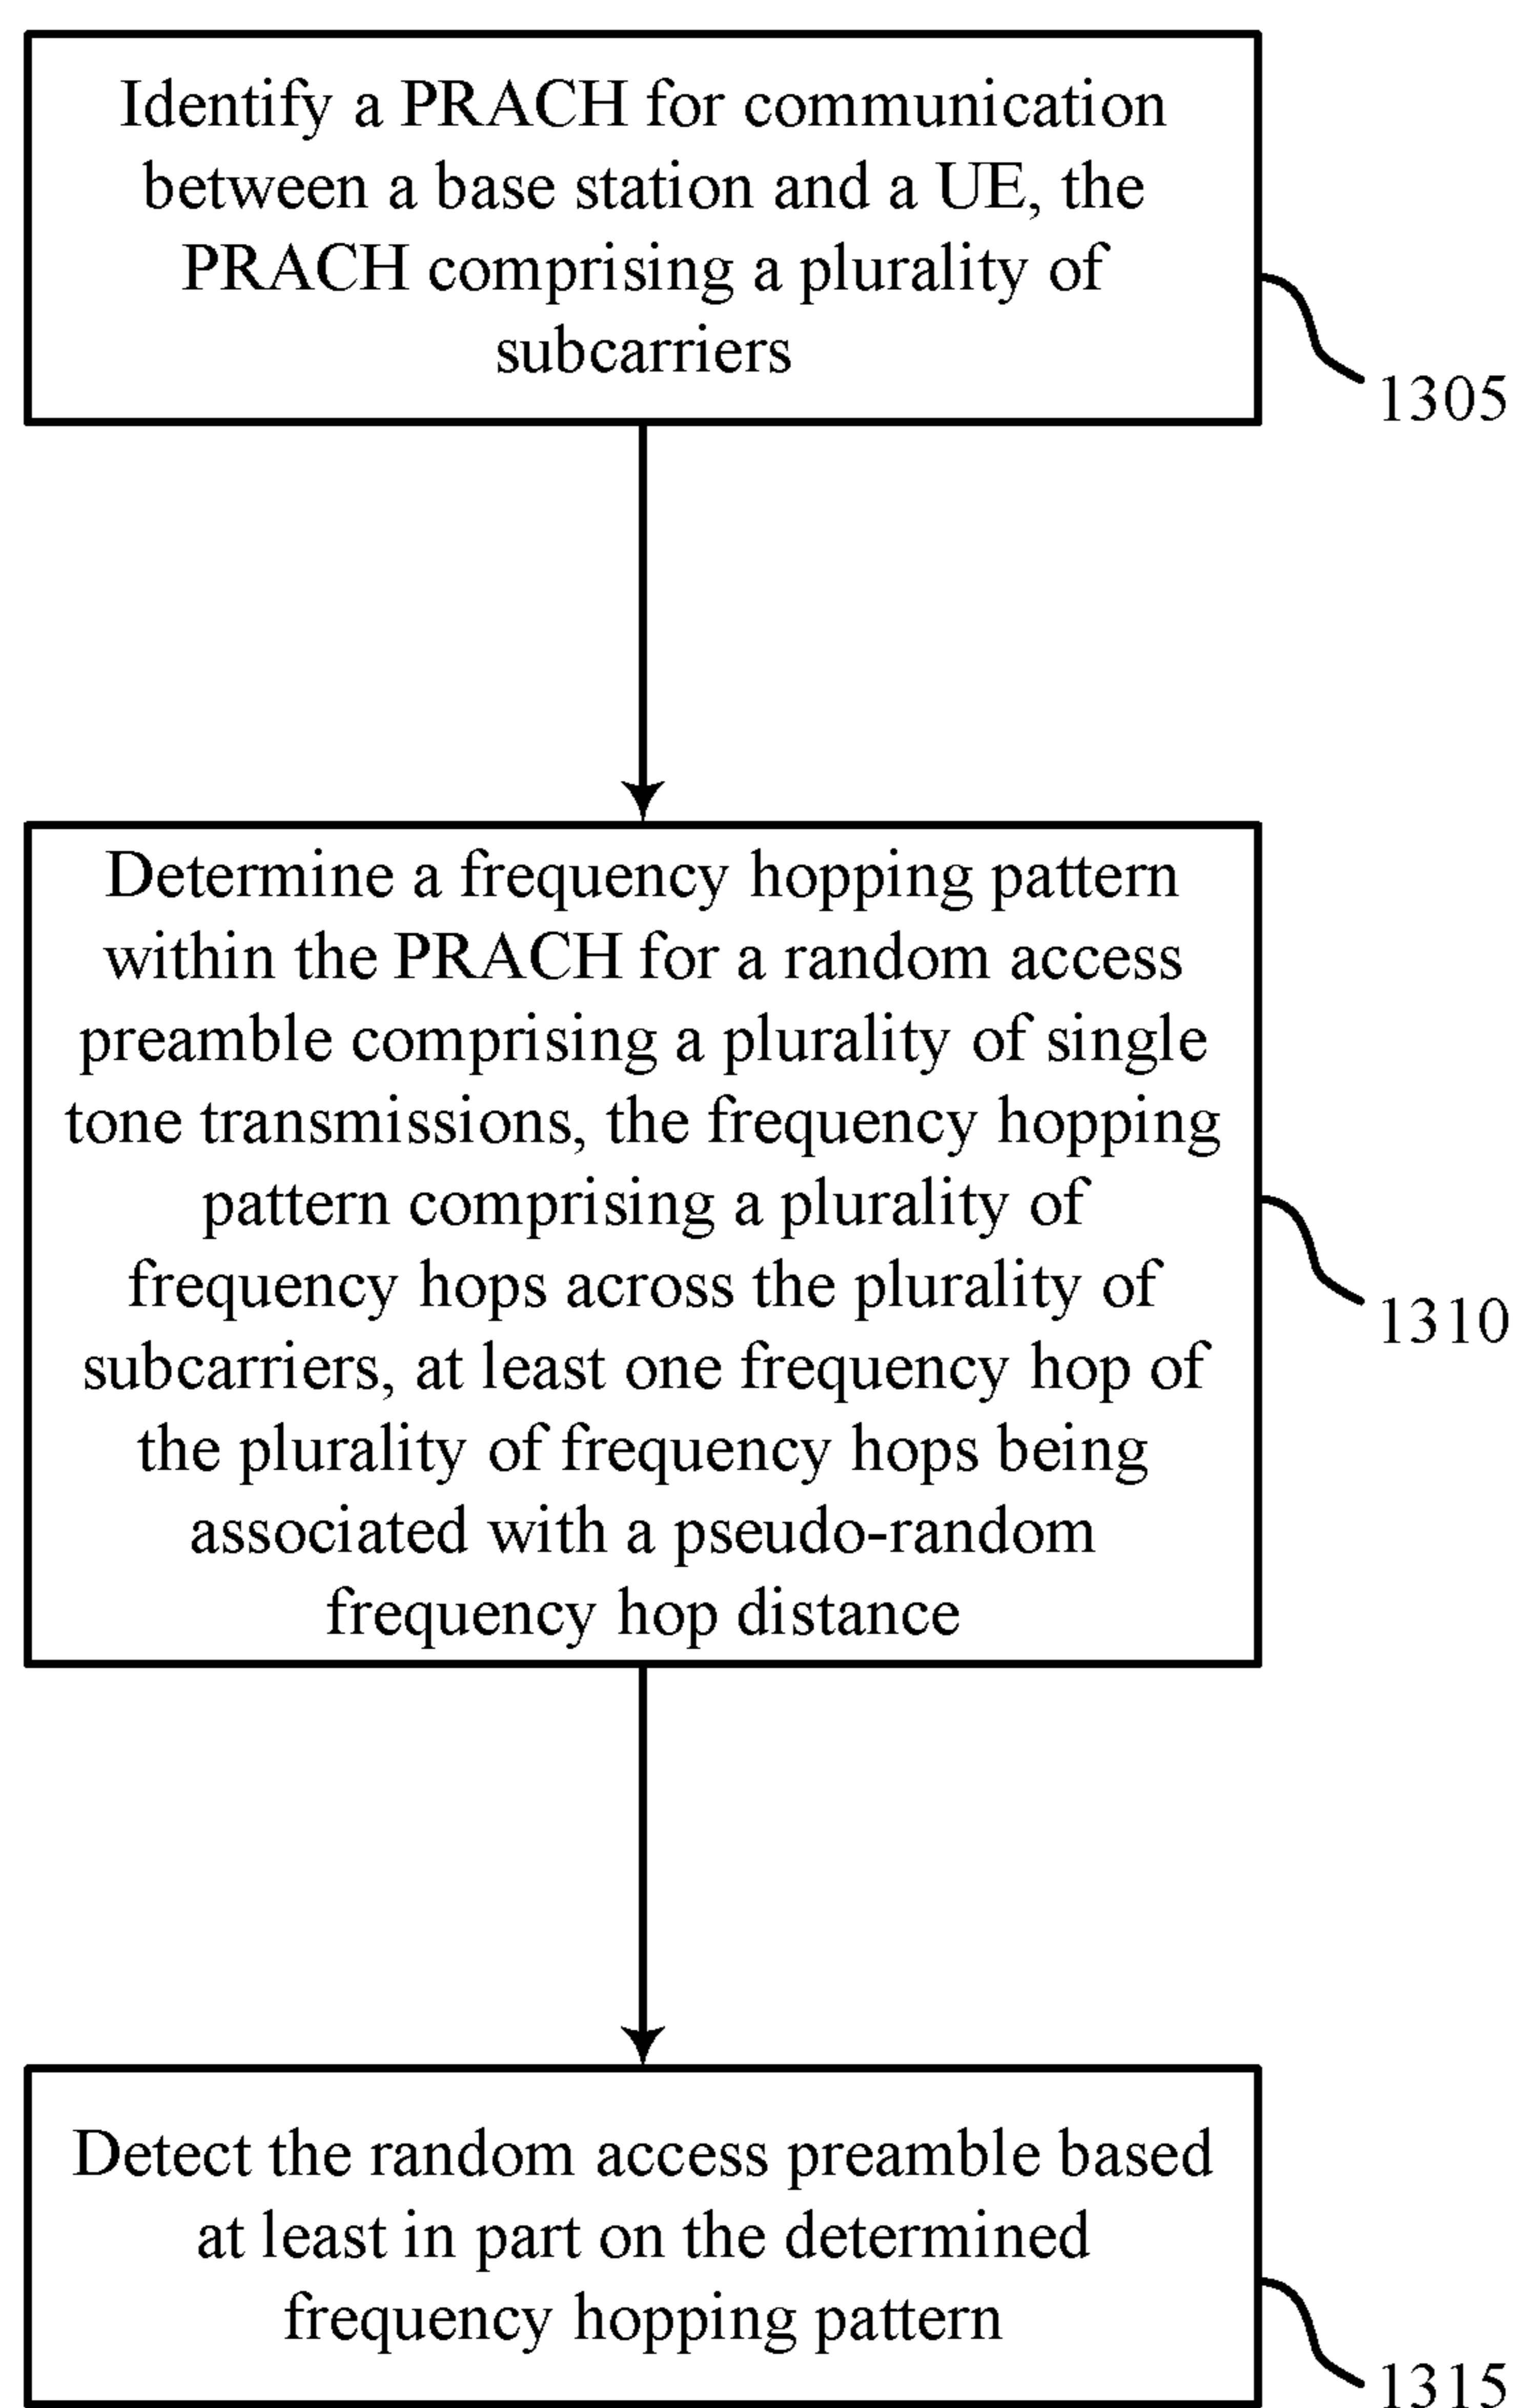 Identify a PRACH for communication
between a base station and a UE, the
PRACH comprising a plurality of
subcarriers
1305
Determine a frequency hopping pattern
within the PRACH for a random access
preamble comprising a plurality of single
tone transmissions, the frequency hopping
pattern comprising a plurality of
frequency hops across the plurality of
subcarriers, at least one frequency hop of
the plurality of frequency hops being
associated with a pseudo-random
frequency hop distance
1310
Detect the random access preamble based
at least in part on the determined
frequency hopping pattern
1315